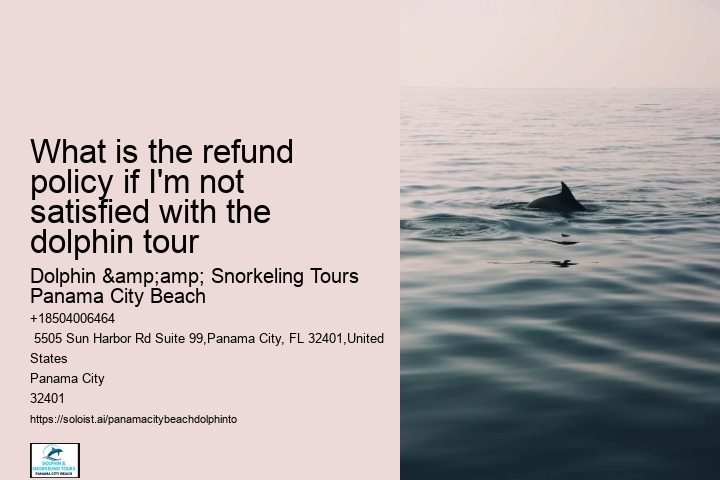 What is the refund
policy if I'm not
satisfied with the
dolphin tour
Dolphin &amp;amp; Snorkeling Tours
Panama City Beach
+18504006464
5505 Sun Harbor Rd Suite 99,Panama City, FL 32401,United
States
Panama City
32401
https://soloist.ai/panamacitybeachdolphinto
DOLPHIN &
SNORKELING TOURS
PANAMA CITY BEACH